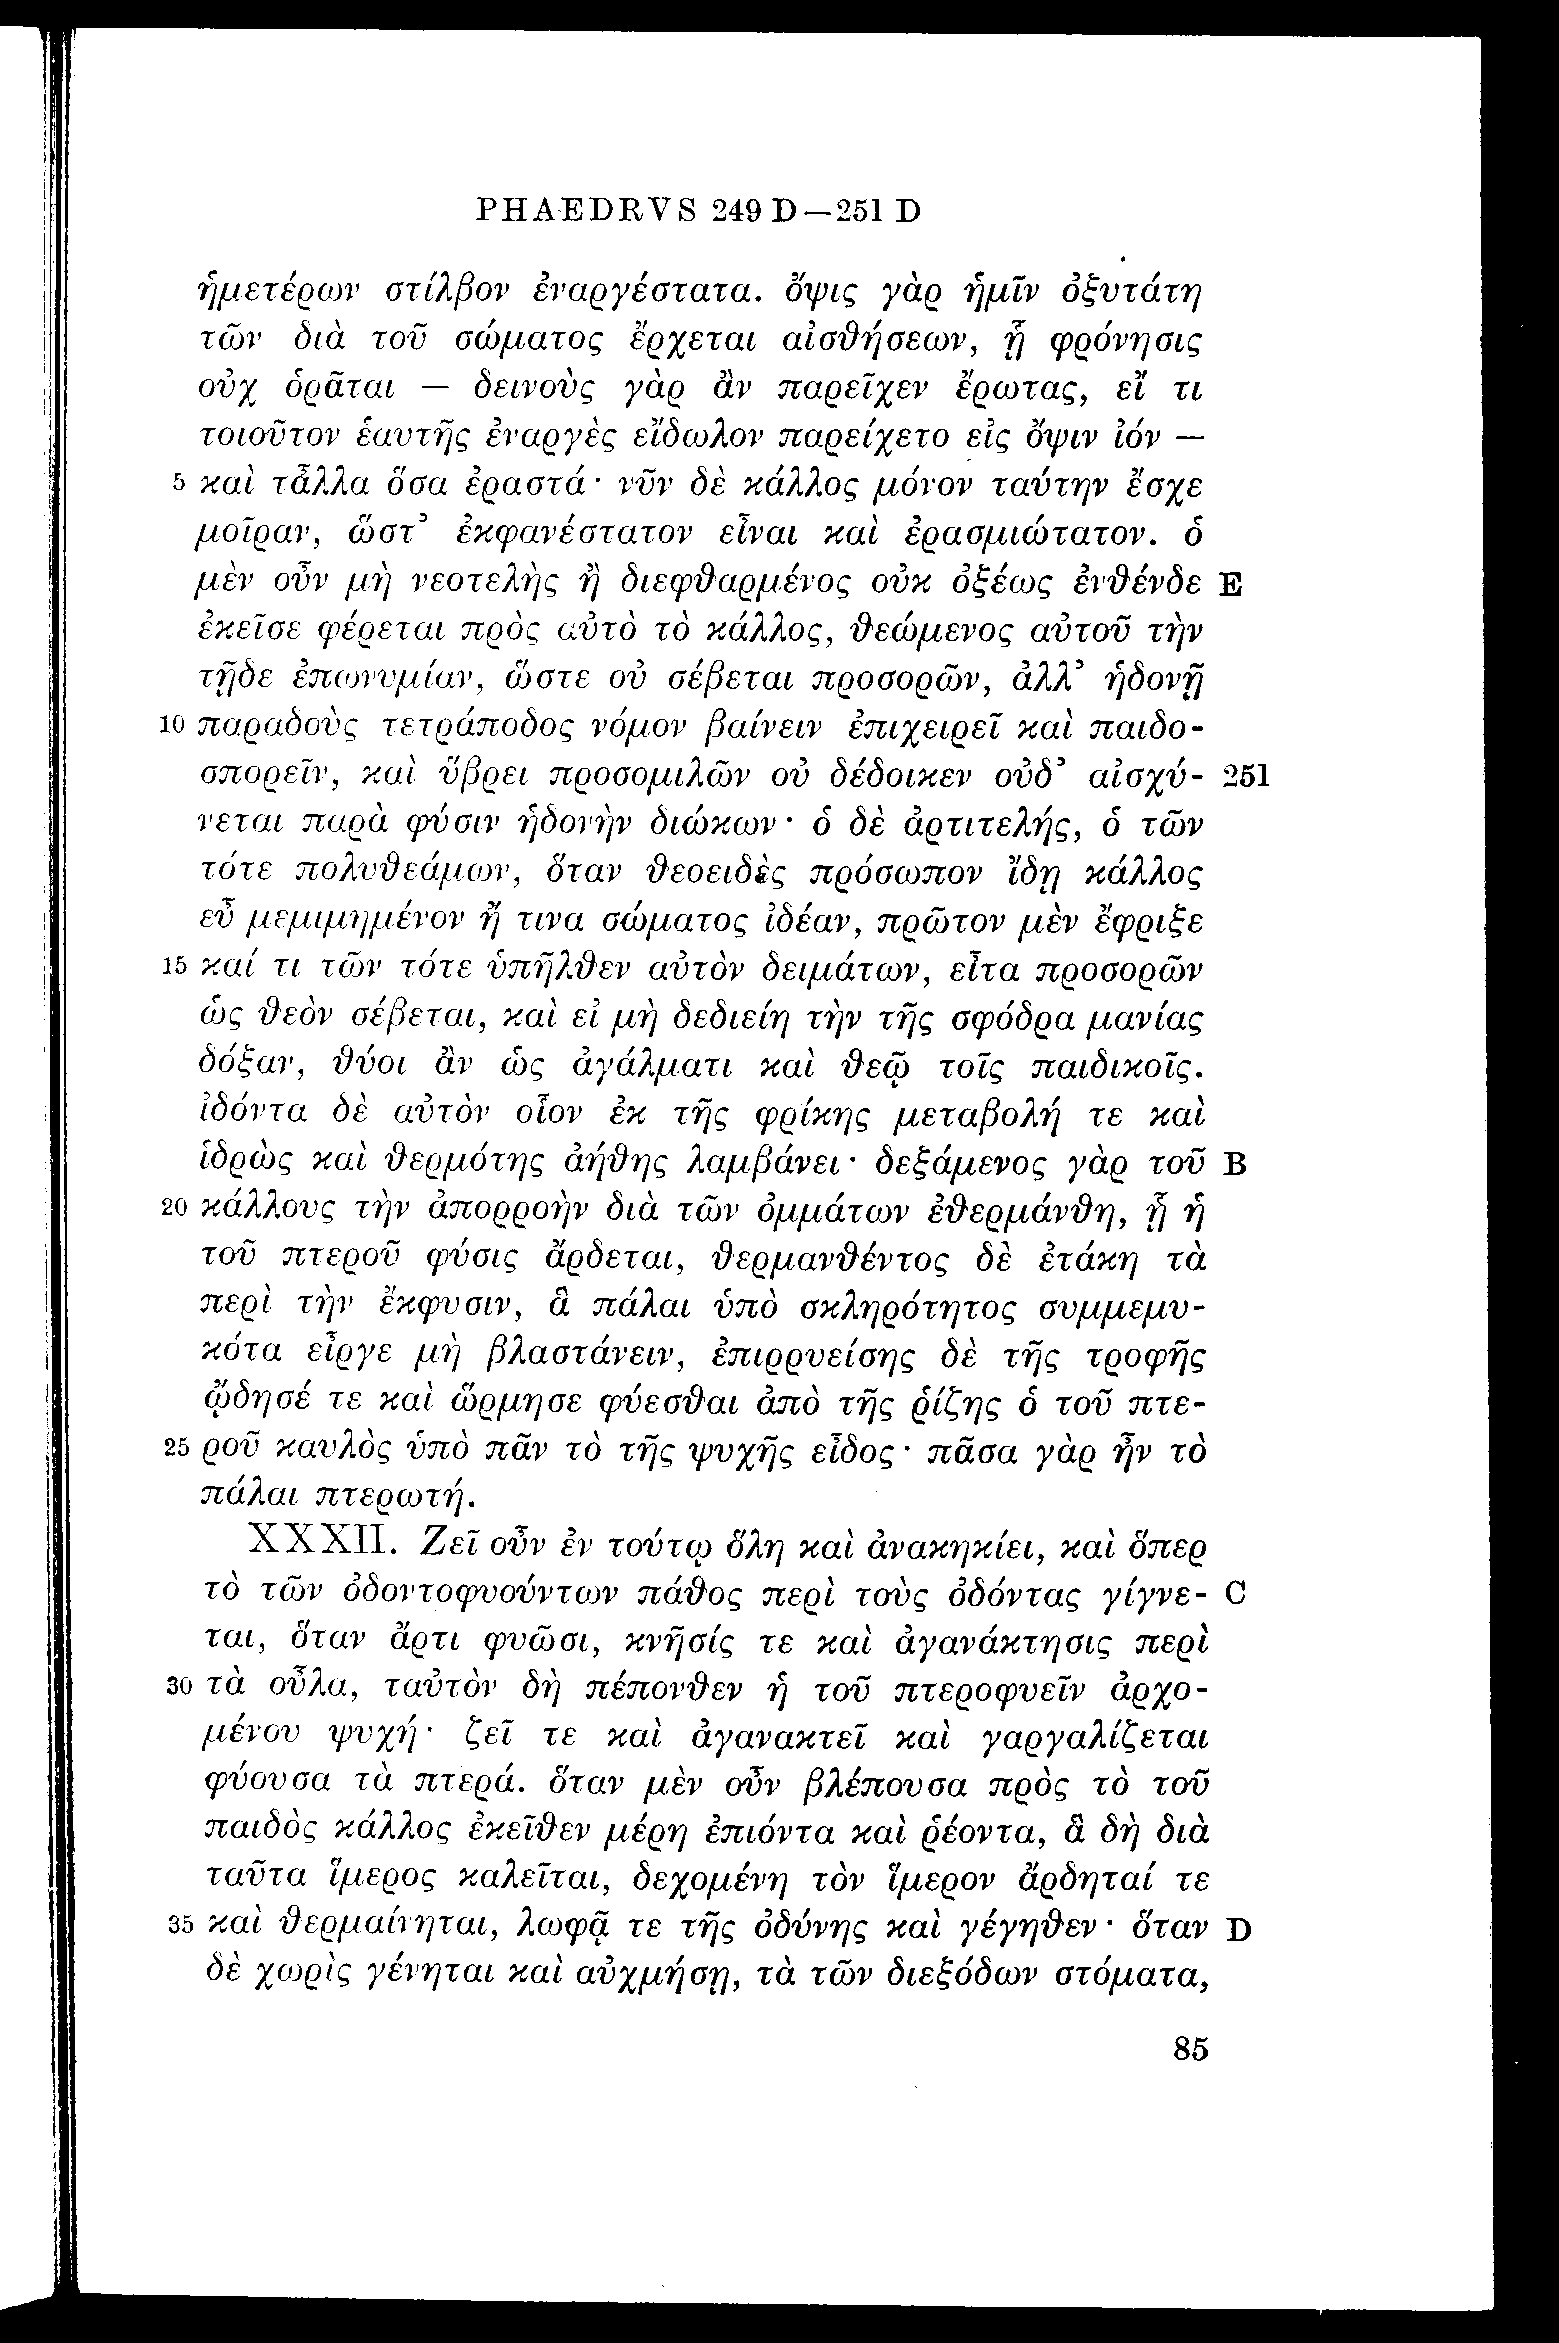 PHAEDRVS 249 D—251 D
ἡμετέρων στίλβον ἐναργέστατα. ὄψις γὰρ ἡμῖν ὀξυτάτη
τῶν διὰ τοῦ σώματος ἔρχεται αἰσθήσεων, ᾗ φρόνησις
οὐχ ὁρᾶται — δεινοὺς γὰρ ἂν παρεῖχεν ἔρωτας, εἴ τι
τοιοῦτον ἑαυτῆς ἐναργὲς εἴδωλον παρείχετο εἰς ὄψιν ἰόν —
5 καὶ τἆλλα ὅσα ἐραστά· νῦν δὲ κάλλος μόνον ταύτην ἔσχε
μοῖραν, ὥστ’ ἐκφανέστατον εἶναι καὶ ἐρασμιώτατον. ὁ
μὲν οὖν μὴ νεοτελὴς ἢ διεφθαρμένος οὐκ ὀξέως ἐνθένδε E
ἐκεῖσε φέρεται πρὸς αὐτὸ τὸ κάλλος, θεώμενος αὐτοῦ τὴν
τῇδε ἐπωνυμίαν, ὥστε οὐ σέβεται προσορῶν, ἀλλ’ ἡδονῇ
10 παραδοὺς τετράποδος νόμον βαίνειν ἐπιχειρεῖ καὶ παιδο-
σπορεῖν, καὶ ὕβρει προσομιλῶν οὐ δέδοικεν οὐδ’ αἰσχύ- 251
νεται παρὰ φύσιν ἡδονὴν διώκων· ὁ δὲ ἀρτιτελής, ὁ τῶν
τότε πολυθεάμων, ὅταν θεοειδὲς πρόσωπον ἴδῃ κάλλος
εὖ μεμιμημένον ἤ τινα σώματος ἰδέαν, πρῶτον μὲν ἔφριξε
15 καί τι τῶν τότε ὑπῆλθεν αὐτὸν δειμάτων, εἶτα προσορῶν
ὡς θεὸν σέβεται, καὶ εἰ μὴ δεδιείη τὴν τῆς σφόδρα μανίας
δόξαν, θύοι ἂν ὡς ἀγάλματι καὶ θεῷ τοῖς παιδικοῖς.
ἰδόντα δὲ αὐτὸν οἷον ἐκ τῆς φρίκης μεταβολή τε καὶ
ἱδρὼς καὶ θερμότης ἀήθης λαμβάνει· δεξάμενος γὰρ τοῦ B
20 κάλλους τὴν ἀπορροὴν διὰ τῶν ὀμμάτων ἐθερμάνθη, ᾗ ἡ
τοῦ πτεροῦ φύσις ἄρδεται, θερμανθέντος δὲ ἐτάκη τὰ
περὶ τὴν ἔκφυσιν, ἃ πάλαι ὑπὸ σκληρότητος συμμεμυ-
κότα εἶργε μὴ βλαστάνειν, ἐπιρρυείσης δὲ τῆς τροφῆς
ᾤδησέ τε καὶ ὥρμησε φύεσθαι ἀπὸ τῆς ῥίζης ὁ τοῦ πτε-
25 ροῦ καυλὸς ὑπὸ πᾶν τὸ τῆς ψυχῆς εἶδος· πᾶσα γὰρ ἦν τὸ
πάλαι πτερωτή.
XXXII. Ζεῖ οὖν ἐν τούτῳ ὅλη καὶ ἀνακηκίει, καὶ ὅπερ
τὸ τῶν ὀδοντοφυούντων πάθος περὶ τοὺς ὀδόντας γίγνε- C
ται, ὅταν ἄρτι φυῶσι, κνῆσίς τε καὶ ἀγανάκτησις περὶ
30 τὰ οὖλα, ταὐτὸν δὴ πέπονθεν ἡ τοῦ πτεροφυεῖν ἀρχο-
μένου ψυχή· ζεῖ τε καὶ ἀγανακτεῖ καὶ γαργαλίζεται
φύουσα τὰ πτερά. ὅταν μὲν οὖν βλέπουσα πρὸς τὸ τοῦ
παιδὸς κάλλος ἐκεῖθεν μέρη ἐπιόντα καὶ ῥέοντα, ἃ δὴ διὰ
ταῦτα ἵμερος καλεῖται, δεχομένη τὸν ἵμερον ἄρδηταί τε
35 καὶ θερμαίνηται, λωφᾷ τε τῆς ὀδύνης καὶ γέγηθεν· ὅταν D
δὲ χωρὶς γένηται καὶ αὐχμήσῃ, τὰ τῶν διεξόδων στόματα,
85